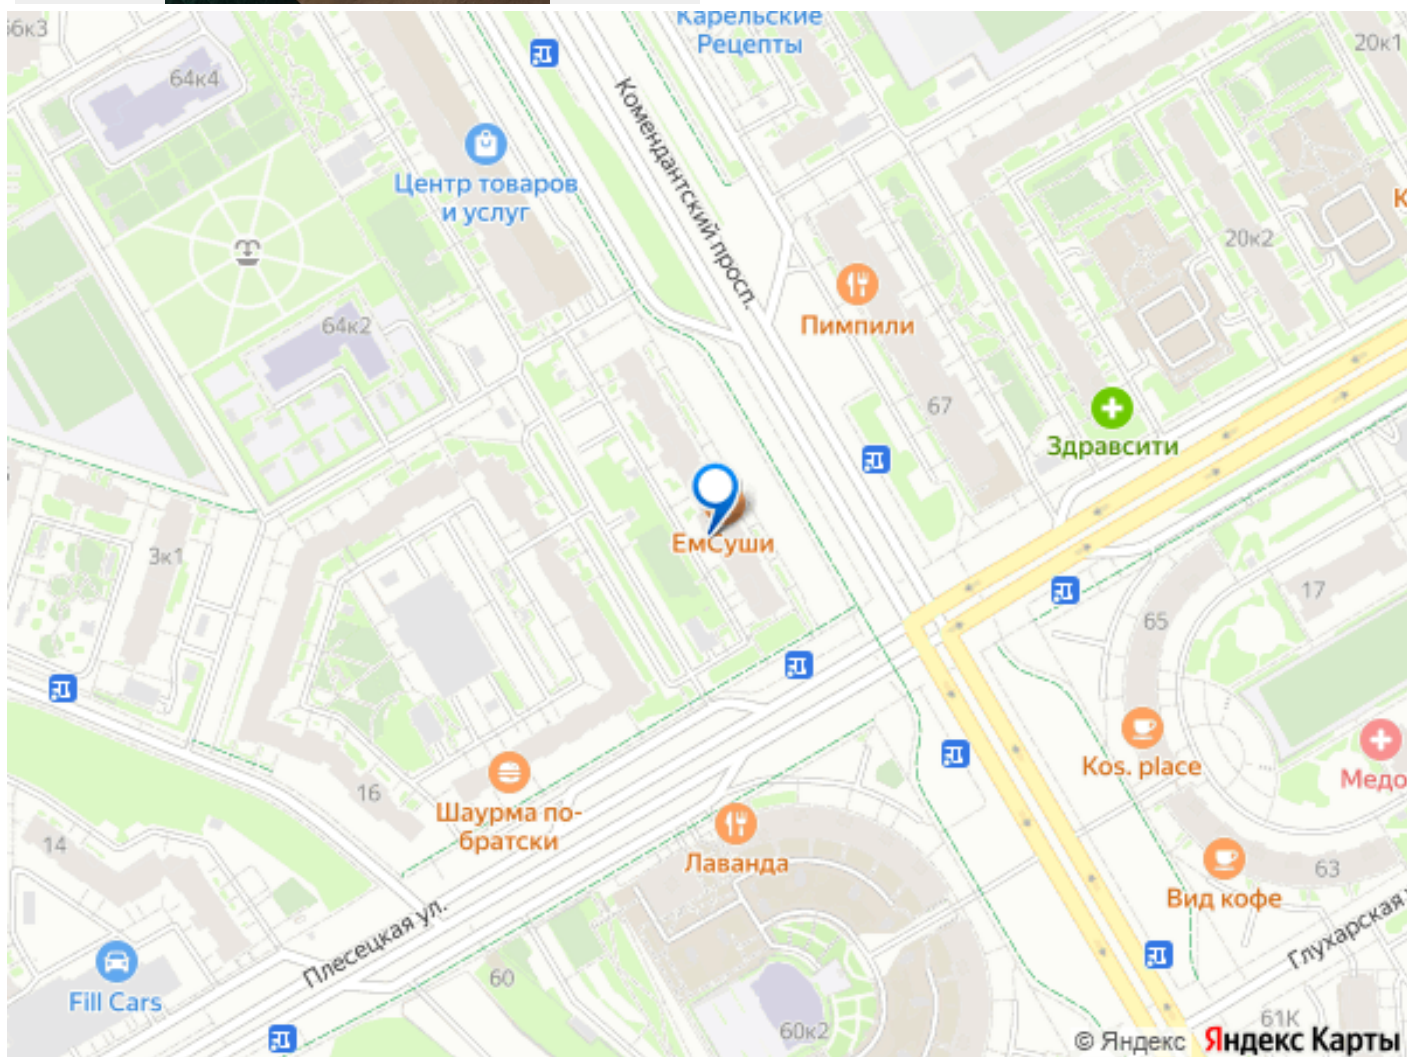 Карельские
Рецепты
66к3
20к1
64к4
Комендантский просп.
Центр товаров
и услуг
20к2
64к2
Пимпили
67
Здравсити
ЕмСуши
3к1
17
65
16
Kos. place
Медо
Шаурма по-
братски
14
Лаванда
63
Вид кофе
Плесецкая ул.
Глухарская
60
Fill Cars
60к2
61К
© Яндекс Яндекс Карты